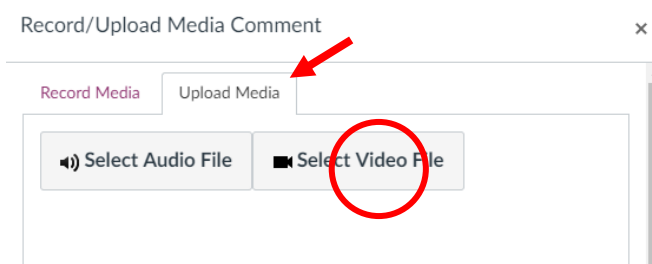 Record/Upload Media Comment ×
Record Media Upload Media
Select Audio File Select Video File